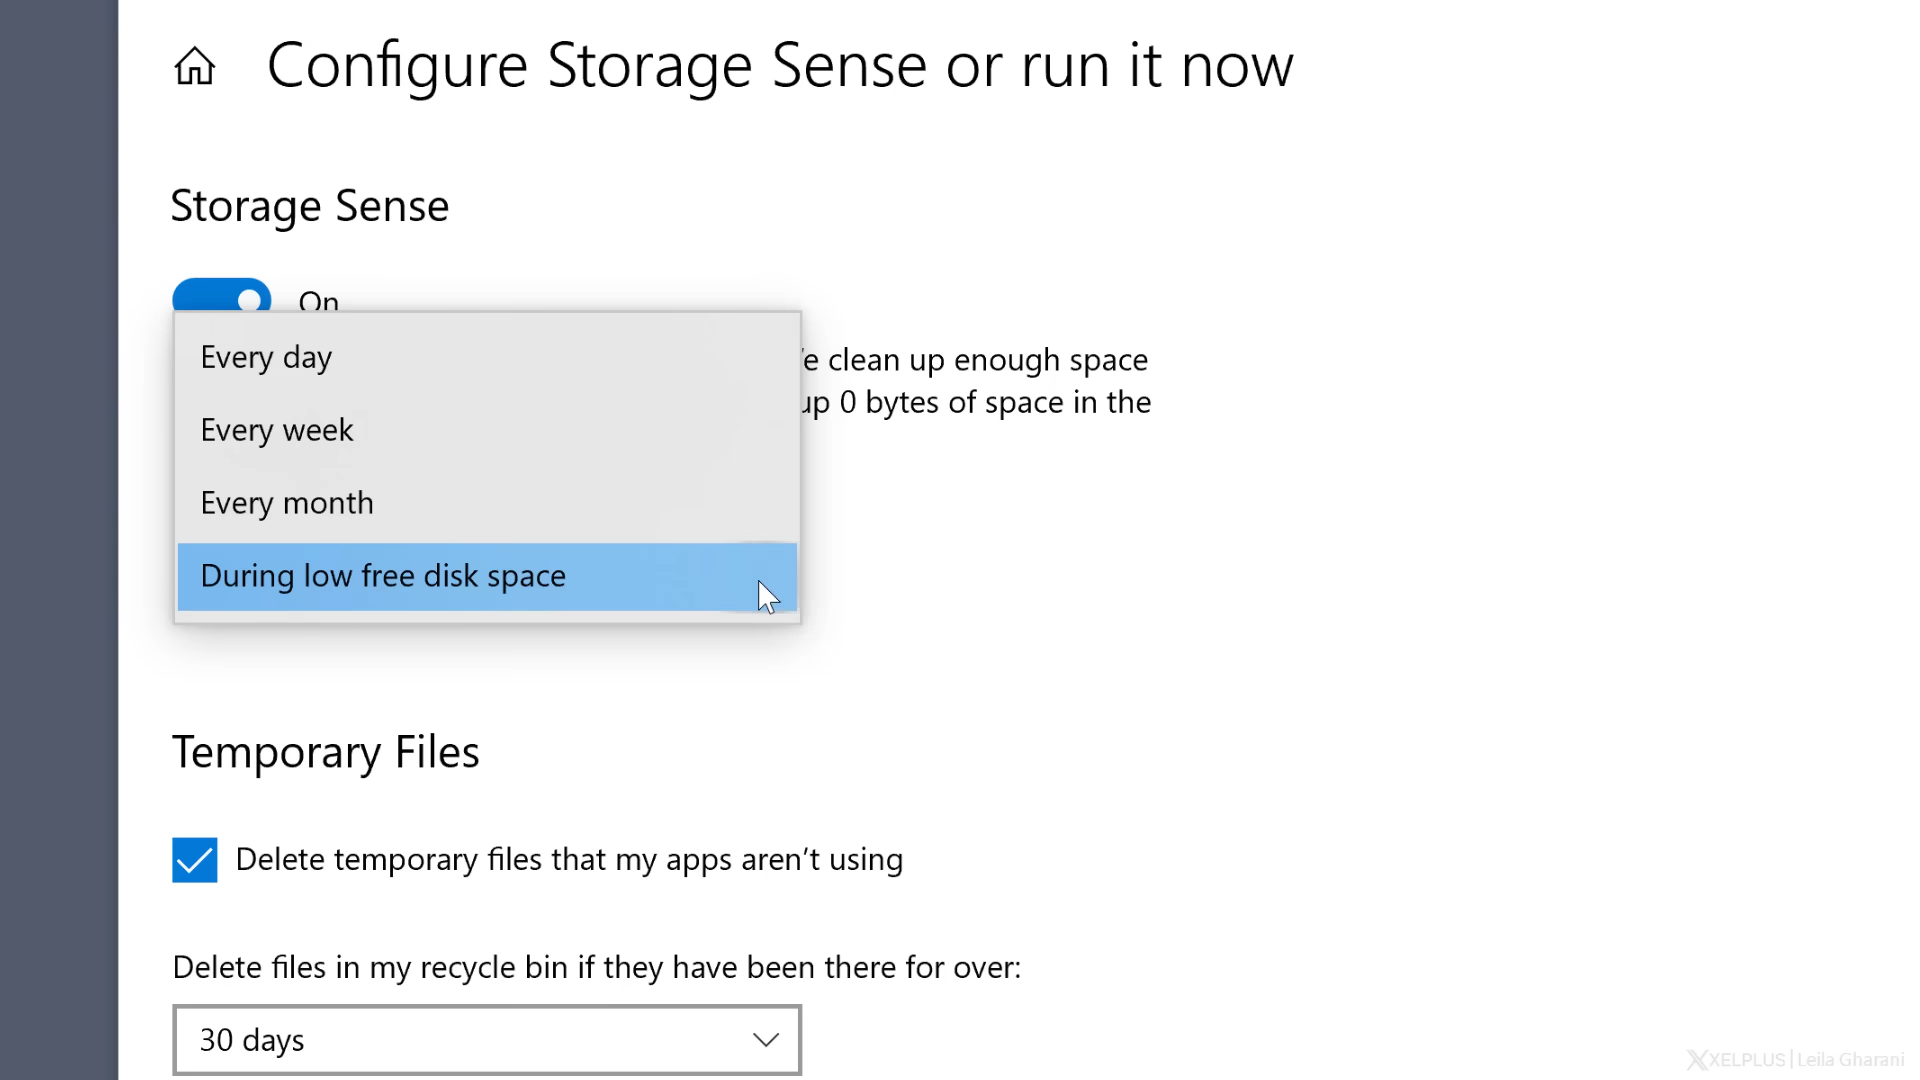 Configure Storage Sense or run it now
Storage Sense
On
Every day
clean up enough space
up 0 bytes of space in the
Every week
Every month
During low free disk space
Temporary Files
Delete temporary files that my apps aren't using
Delete files in my recycle bin if they have been there for over:
30 days
XELPLUS | Leila Gharani